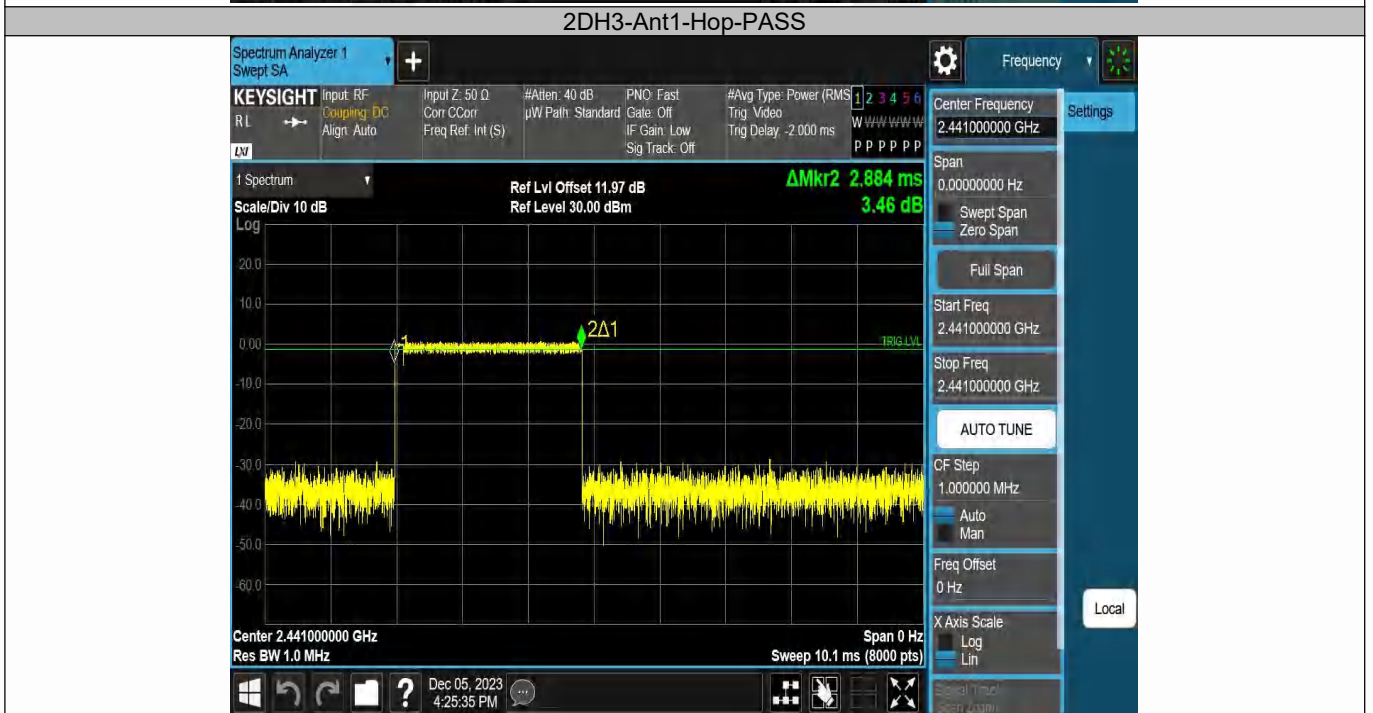 2DH3-Ant1-Hop-PASS
Spectrum Analyzer 1
Swept SA
+
Frequency
KEYSIGHT
RL
LXI
Input: RF
Coupling: DC
Align: Auto
Input Z: 50 Ω
Corr CCorr
Freq Ref: Int (S)
#Atten: 40 dB
µW Path: Standard
PNO: Fast
Gate: Off
IF Gain: Low
Sig Track: Off
#Avg Type: Power (RMS
Trig: Video
Trig Delay: -2.000 ms
1 2 3 4 5 6
W W W W W W
P P P P P P
1 Spectrum
Scale/Div 10 dB
Log
Ref Lvl Offset 11.97 dB
Ref Level 30.00 dBm
ΔMkr2 2.884 ms
3.46 dB
20.0
10.0
0.00
-10.0
-20.0
-30.0
-40.0
-50.0
-60.0
1
2Δ1
TRIG LVL
Center 2.441000000 GHz
Res BW 1.0 MHz
Span 0 Hz
Sweep 10.1 ms (8000 pts)
Center Frequency
2.441000000 GHz
Settings
Span
0.00000000 Hz
Swept Span
Zero Span
Full Span
Start Freq
2.441000000 GHz
Stop Freq
2.441000000 GHz
AUTO TUNE
CF Step
1.000000 MHz
Auto
Man
Freq Offset
0 Hz
X Axis Scale
Log
Lin
Local
?
Dec 05, 2023
4:25:35 PM